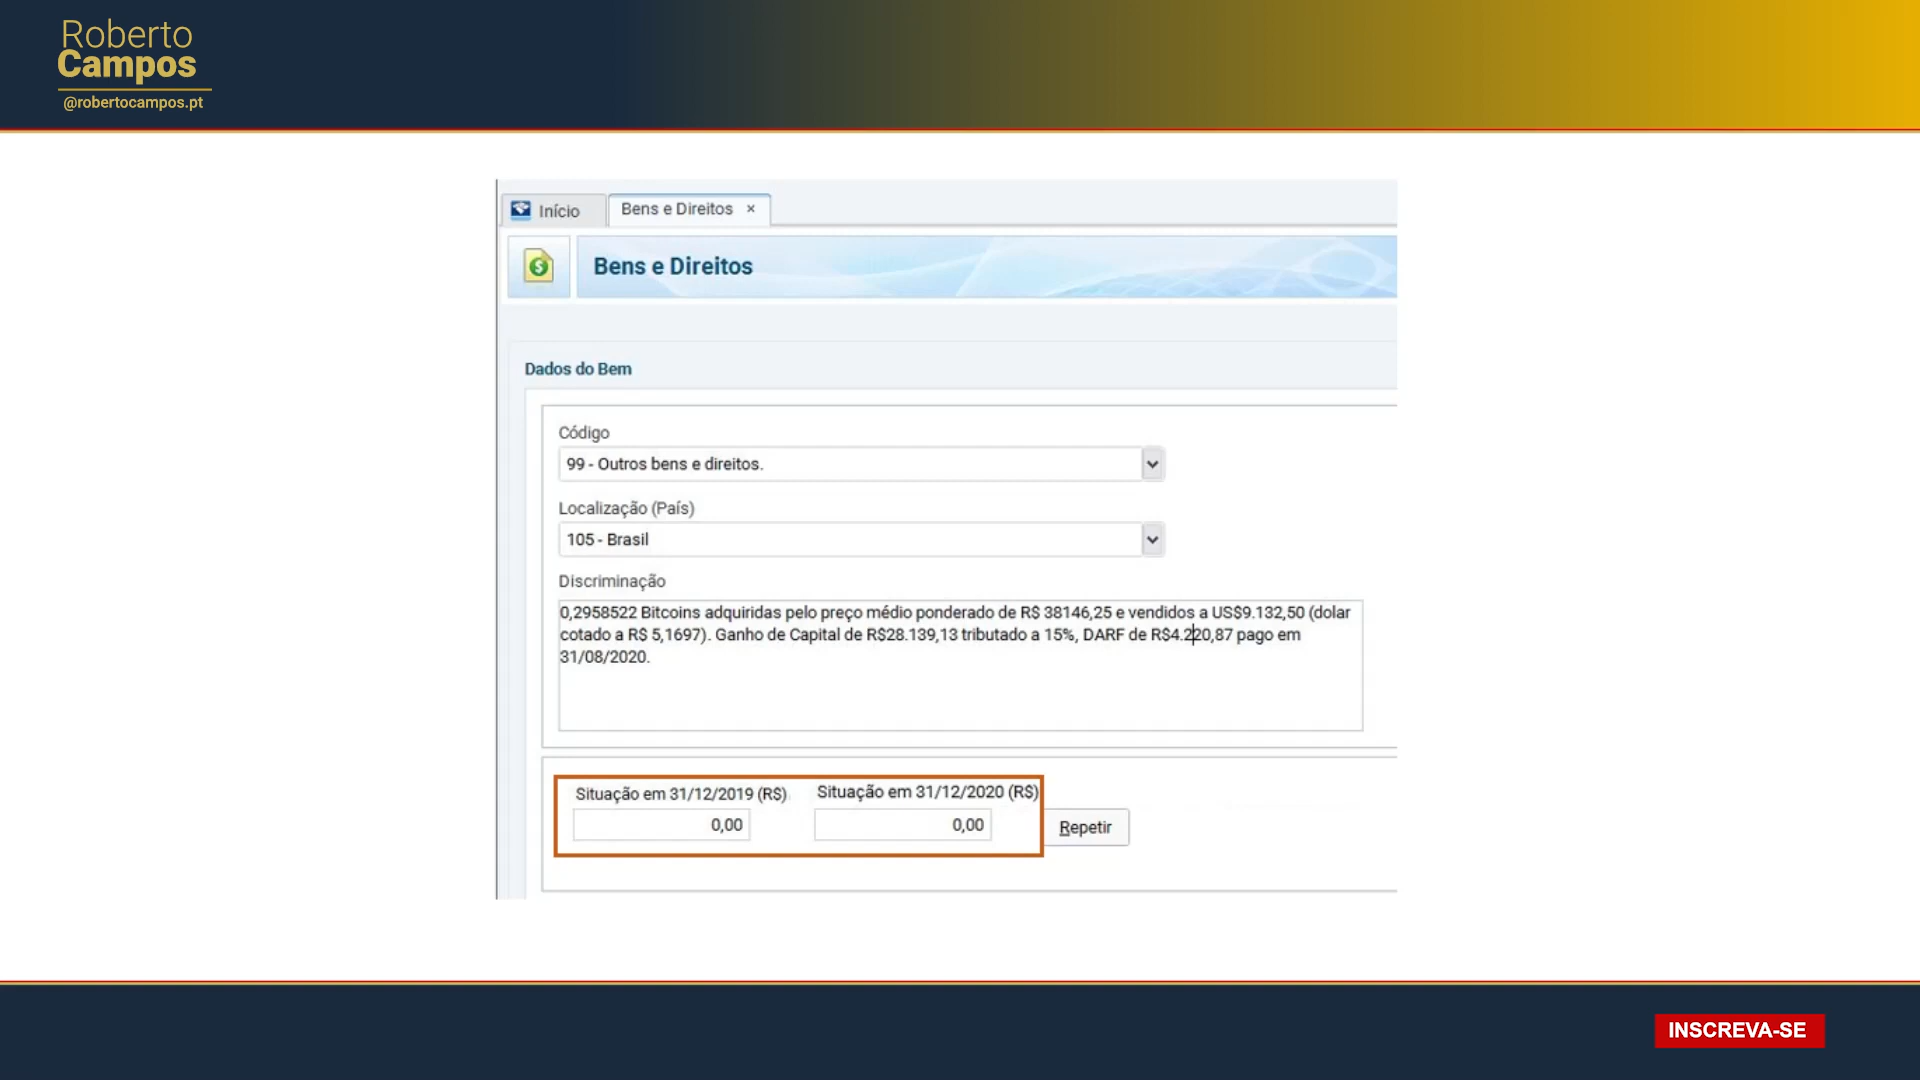 Roberto
Campos
@robertocampos.pt
Início
Bens e Direitos ×
Bens e Direitos
Dados do Bem
Código
99 - Outros bens e direitos.
Localização (País)
105 - Brasil
Discriminação
0,2958522 Bitcoins adquiridas pelo preço médio ponderado de R$ 38146,25 e vendidos a US$9.132,50 (dolar
cotado a R$ 5,1697). Ganho de Capital de R$28.139,13 tributado a 15%, DARF de R$4.220,87 pago em
31/08/2020.
Situação em 31/12/2019 (R$) Situação em 31/12/2020 (R$)
0,00 0,00 Repetir
INSCREVA-SE